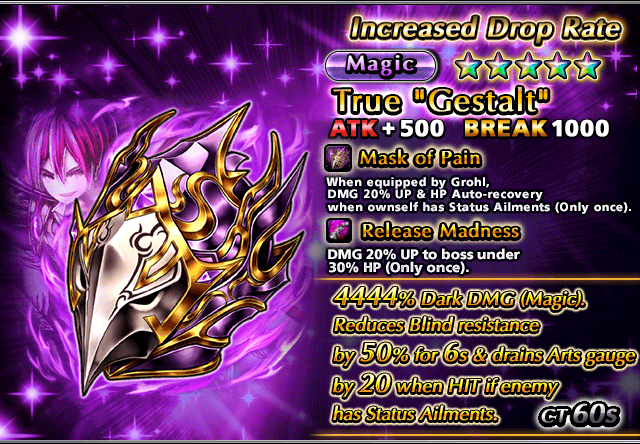 Increased Drop Rate
Magic
True "Gestalt"
ATK+500 BREAK 1000
Mask of Pain
When equipped by Grohl,
DMG 20% UP & HP Auto-recovery
when ownself has Status Ailments (Only once).
Release Madness
DMG 20% UP to boss under
30% HP (Only once).
4444% Dark DMG (Magic).
Reduces Blind resistance
by 50% for 6s & drains Arts gauge
by 20 when HIT if enemy
has Status Ailments.
CT60s